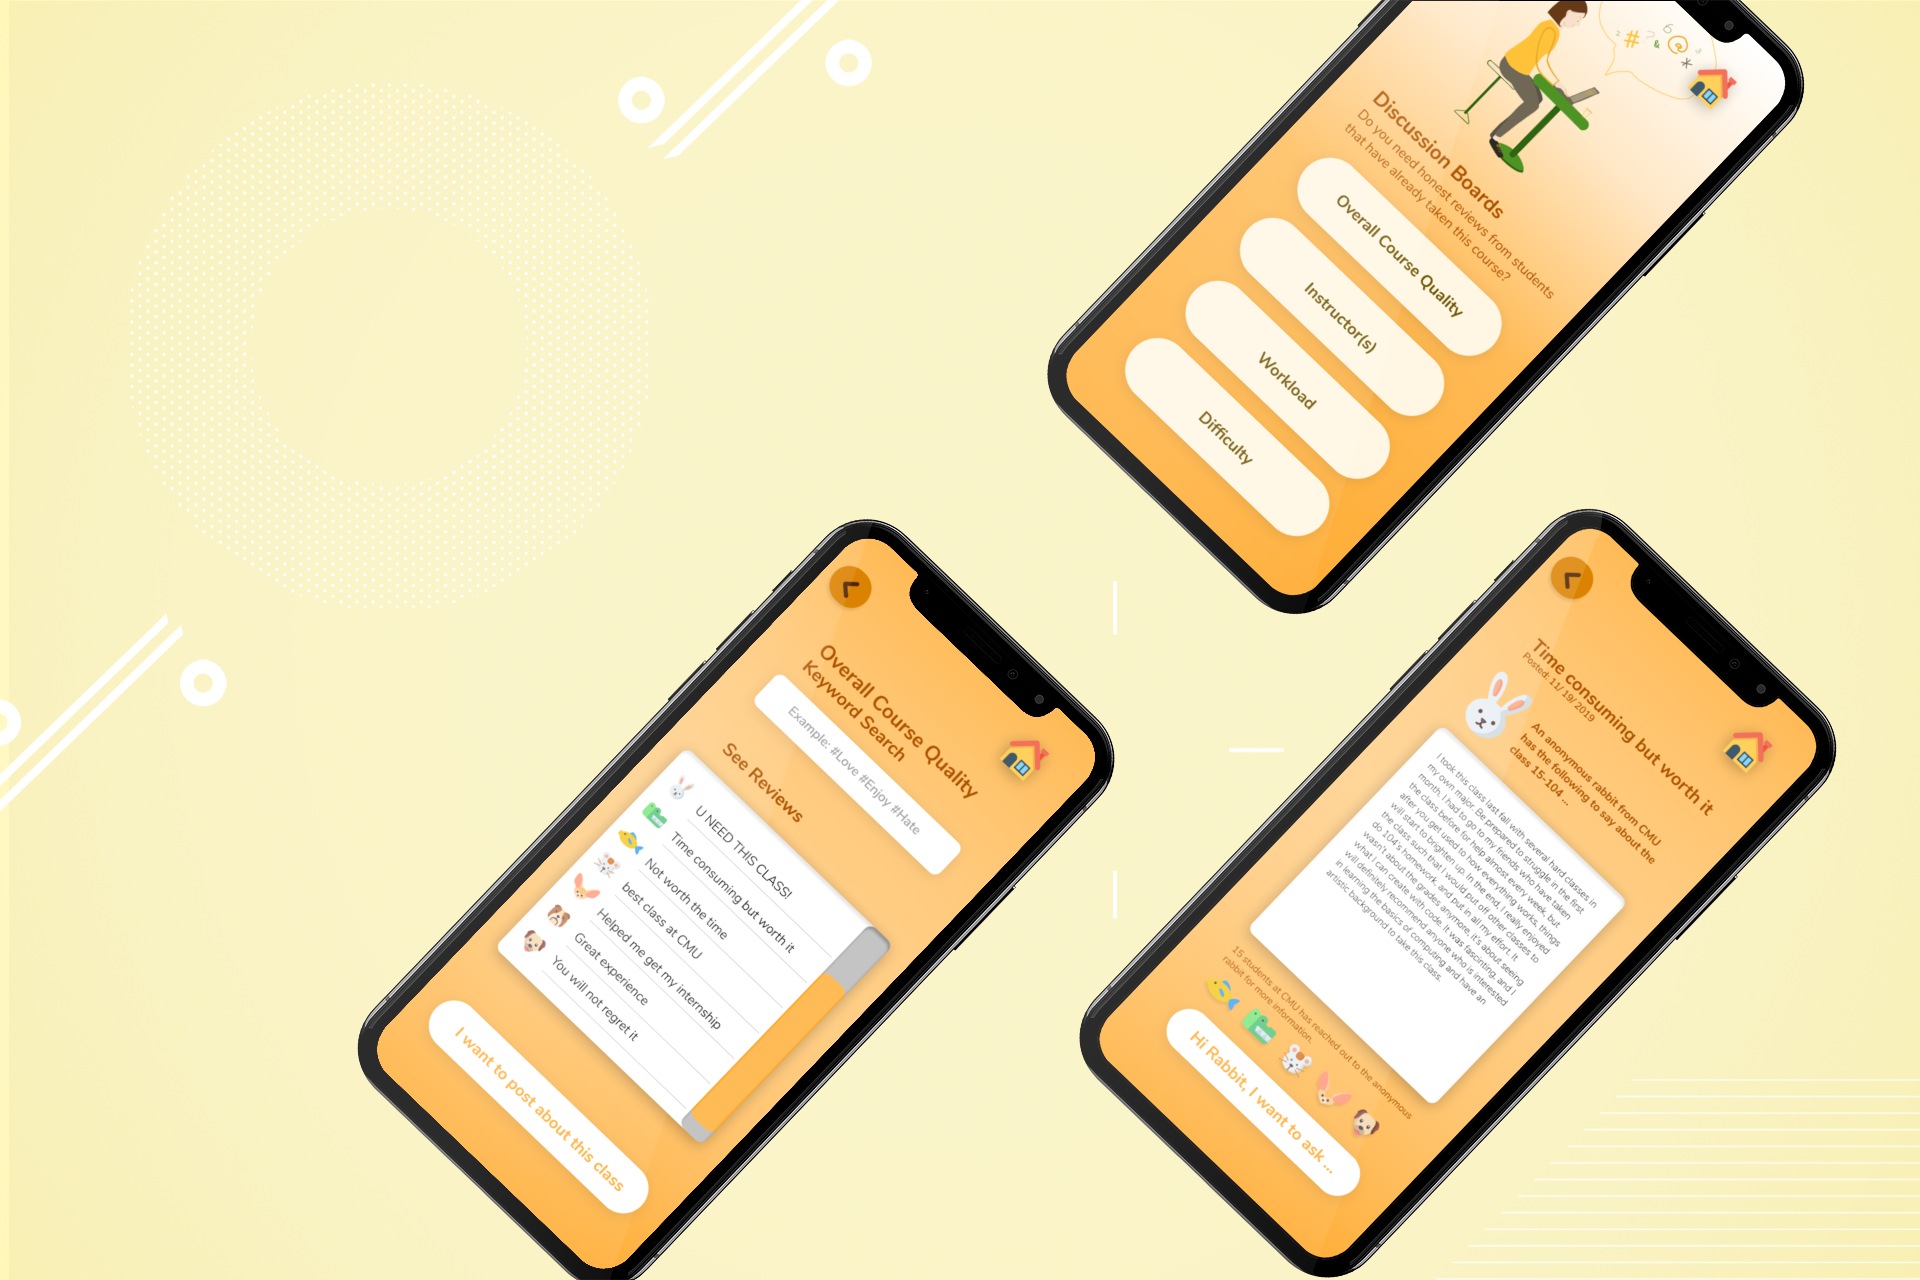 Discussion Boards
Do you need honest reviews from students
that have already taken this course?
Overall Course Quality
Instructor(s)
Workload
Difficulty
Overall Course Quality
Keyword Search
Example: #Love #Enjoy #Hate
See Reviews
U NEED THIS CLASS!
Time consuming but worth it
Not worth the time
best class at CMU
Helped me get my internship
Great experience
You will not regret it
I want to post about this class
Time consuming but worth it
Posted: 11/19/2019
An anonymous rabbit from CMU
has the following to say about the
class 15-104 ...
I took this class last fall with several hard classes in
my own major. Be prepared to struggle in the first
month, I had to go to my friends who have taken
the class before for help almost every week, but
after you get used to how everything works, things
will start to brighten up. In the end, I really enjoyed
the class such that I would put off other classes to
do 104's homework, and put in all my effort. It
wasn't about the grades anymore, it's about seeing
what I can create with code. It was fascinting, and I
will definitely recommend anyone who is interested
in learning the basics of computing and have an
artistic background to take this class.
15 students at CMU has reached out to the anonymous
rabbit for more information.
Hi Rabbit, I want to ask ...